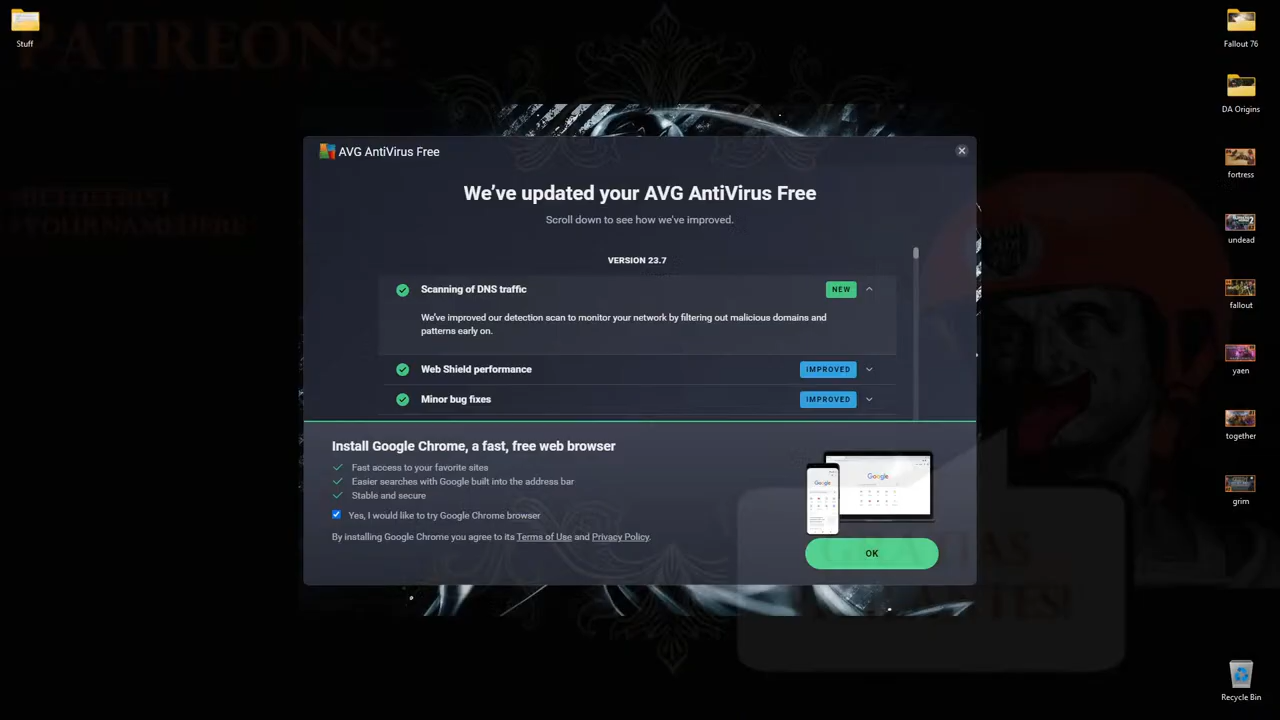 Stuff
PATREONS:
Fallout 76
DA Origins
fortress
undead
fallout
yaen
together
grim
Recycle Bin
AVG AntiVirus Free
We've updated your AVG AntiVirus Free
Scroll down to see how we've improved.
VERSION 23.7
Scanning of DNS traffic
NEW
We've improved our detection scan to monitor your network by filtering out malicious domains and
patterns early on.
Web Shield performance
IMPROVED
Minor bug fixes
IMPROVED
Install Google Chrome, a fast, free web browser
Fast access to your favorite sites
Easier searches with Google built into the address bar
Stable and secure
Yes, I would like to try Google Chrome browser
By installing Google Chrome you agree to its Terms of Use and Privacy Policy.
Google
Google
OK